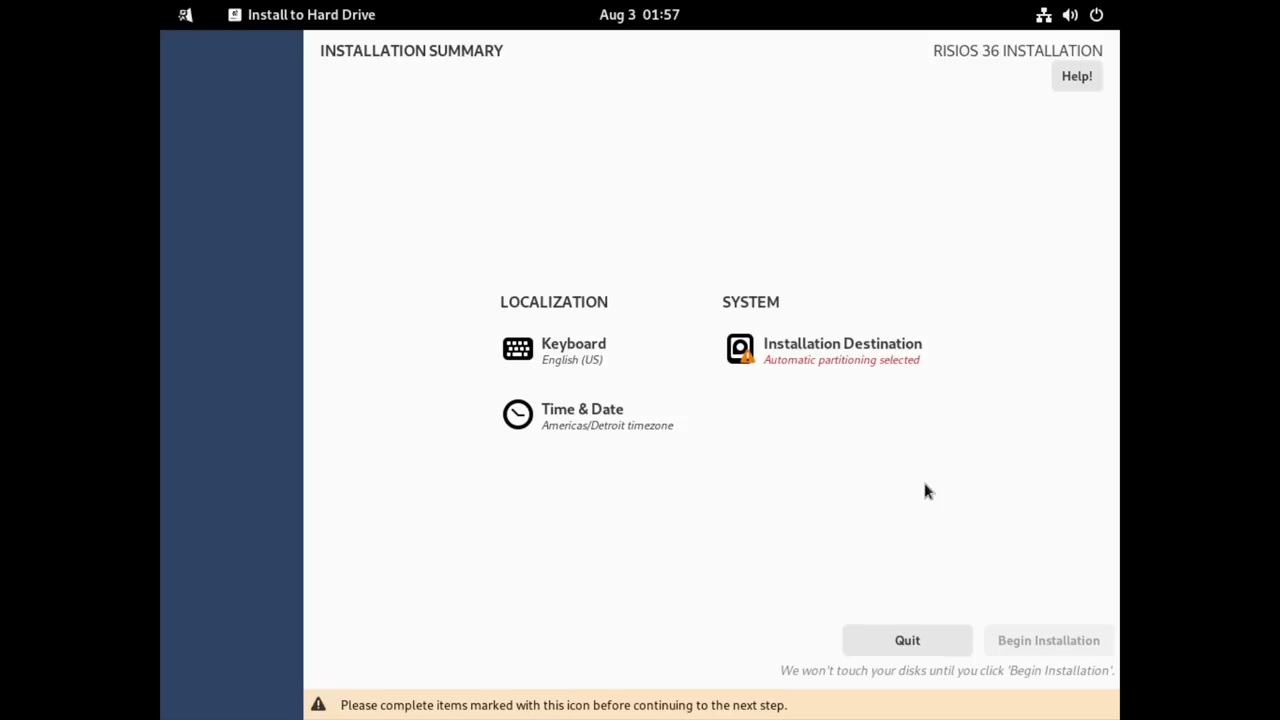 Install to Hard Drive
Aug 3 01:57
INSTALLATION SUMMARY
RISIOS 36 INSTALLATION
Help!
LOCALIZATION
SYSTEM
Keyboard
English (US)
Installation Destination
Automatic partitioning selected
Time & Date
Americas/Detroit timezone
Quit
Begin Installation
We won't touch your disks until you click 'Begin Installation'.
Please complete items marked with this icon before continuing to the next step.